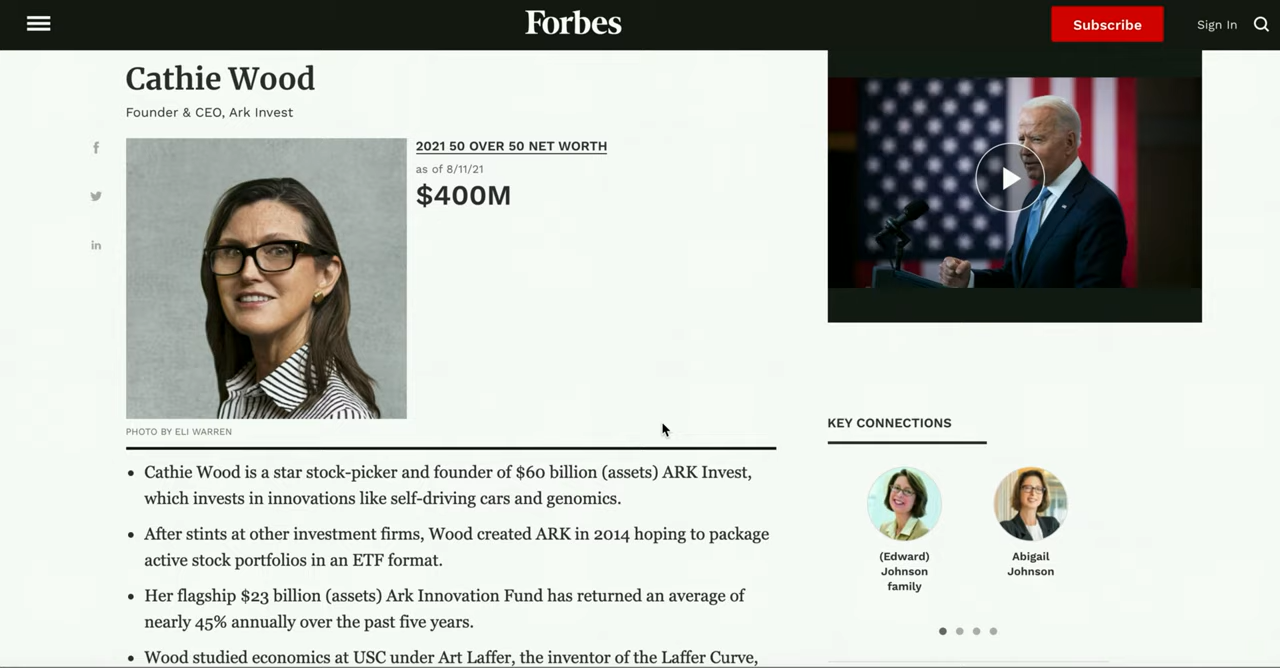 Forbes
Subscribe
Sign In
Cathie Wood
Founder & CEO, Ark Invest
2021 50 OVER 50 NET WORTH
as of 8/11/21
$400M
PHOTO BY ELI WARREN
• Cathie Wood is a star stock-picker and founder of $60 billion (assets) ARK Invest,
which invests in innovations like self-driving cars and genomics.
• After stints at other investment firms, Wood created ARK in 2014 hoping to package
active stock portfolios in an ETF format.
• Her flagship $23 billion (assets) Ark Innovation Fund has returned an average of
nearly 45% annually over the past five years.
• Wood studied economics at USC under Art Laffer, the inventor of the Laffer Curve,
KEY CONNECTIONS
(Edward)
Johnson
family
Abigail
Johnson